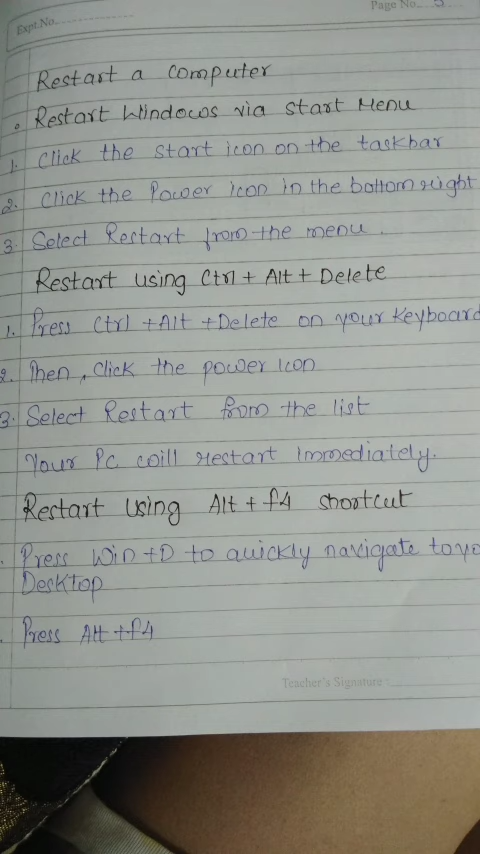 Page No. 5
Expt.No.
Restart a computer
Restart Windows via start Menu
1. Click the start icon on the taskbar
2. Click the Power icon in the bottom right
3. Select Restart from the menu.
Restart using Ctrl + Alt + Delete
1. Press Ctrl + Alt + Delete on your Keyboard
2. Then, Click the power icon
3. Select Restart from the list
Your Pc will restart immediately.
Restart Using Alt + f4 shortcut
Press Win + D to quickly navigate to yo
Desktop
Press Alt + f4
Teacher's Signature :